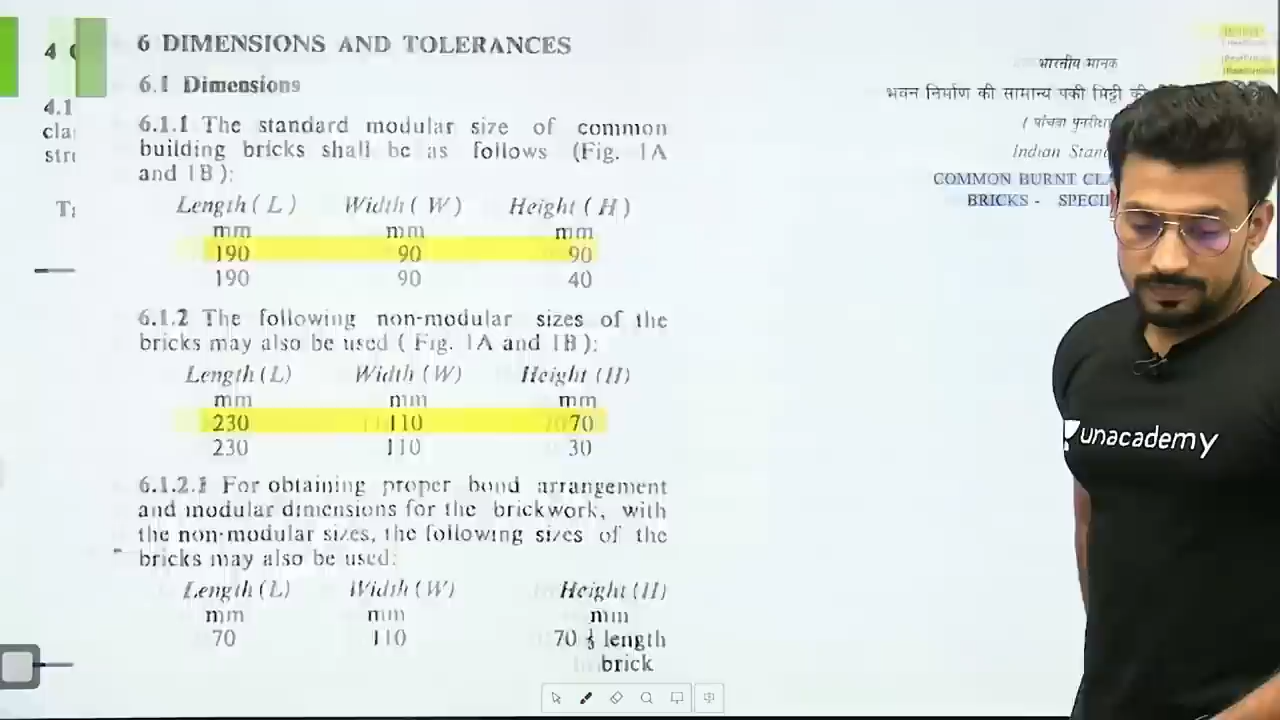 6 DIMENSIONS AND TOLERANCES
6.1 Dimensions
6.1.1 The standard modular size of common
building bricks shall be as follows (Fig. 1A
and 1B ):
Length ( L ) Width ( W ) Height ( H )
mm mm mm
190 90 90
190 90 40
6.1.2 The following non-modular sizes of the
bricks may also be used ( Fig. 1A and 1B ):
Length (L) Width (W) Height (H)
mm mm mm
230 110 70
230 110 30
6.1.2.1 For obtaining proper bond arrangement
and modular dimensions for the brickwork, with
the non-modular sizes, the following sizes of the
bricks may also be used:
Length (L) Width (W) Height (H)
mm mm mm
70 110 70 ⅓ length
brick
4
4.1
cla
stru
भारतीय मानक
भवन निर्माण की सामान्य पकी मिट्टी की
( पांचवा पुनरीक्षण
Indian Stan
COMMON BURNT CLA
BRICKS - SPECI
unacademy